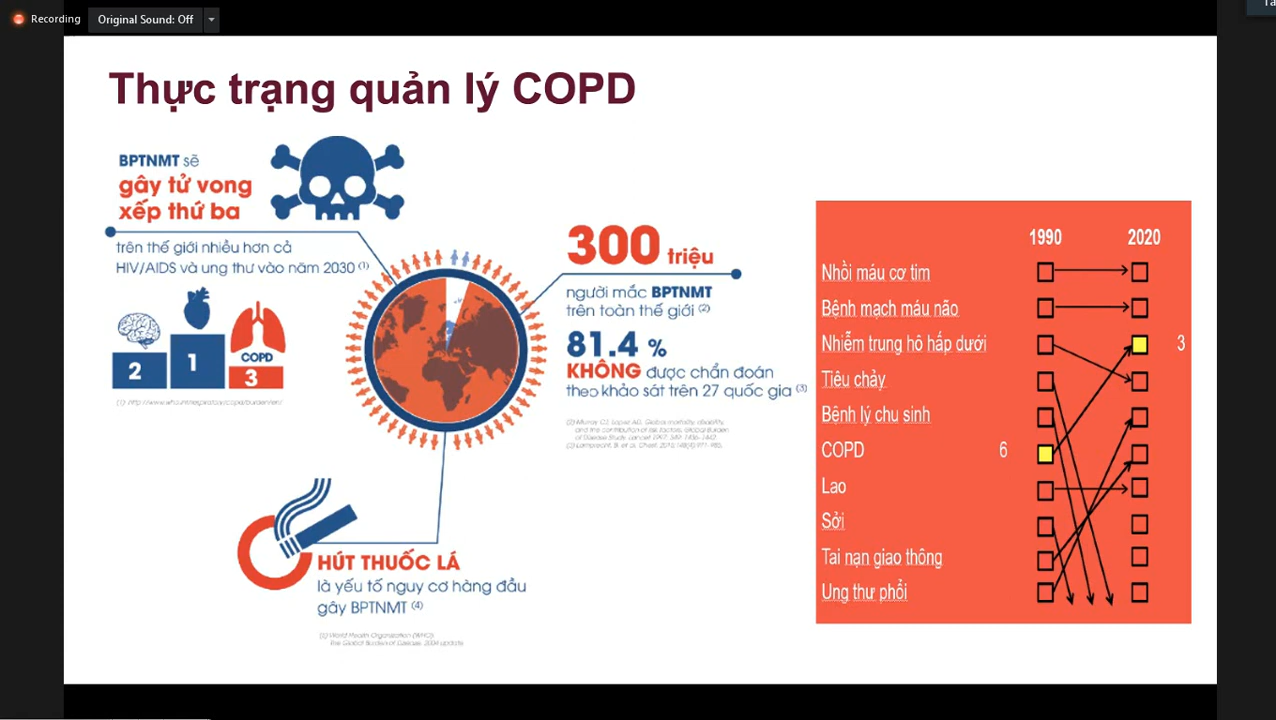 Recording
Original Sound: Off
Thực trạng quản lý COPD
BPTNMT sẽ
gây tử vong
xếp thứ ba
trên thế giới nhiều hơn cả
HIV/AIDS và ung thư vào năm 2030 (1)
2
1
COPD
3
300 triệu
người mắc BPTNMT
trên toàn thế giới (2)
81.4 %
KHÔNG được chẩn đoán
theo khảo sát trên 27 quốc gia (3)
HÚT THUỐC LÁ
là yếu tố nguy cơ hàng đầu
gây BPTNMT (4)
World Health Organization (WHO)
1990 2020
Nhồi máu cơ tim
Bệnh mạch máu não
Nhiễm trung hô hấp dưới 3
Tiêu chảy
Bệnh lý chu sinh
COPD 6
Lao
Sởi
Tai nạn giao thông
Ung thư phổi